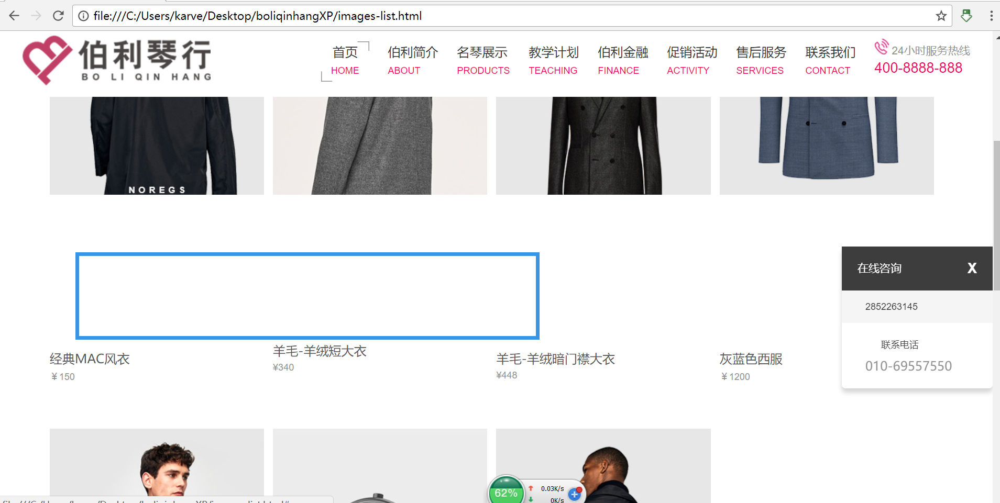 file:///C:/Users/karve/Desktop/boliqinhangXP/images-list.html
伯利琴行
BO LI QIN HANG
首页 伯利简介 名琴展示 教学计划 伯利金融 促销活动 售后服务 联系我们
HOME ABOUT PRODUCTS TEACHING FINANCE ACTIVITY SERVICES CONTACT
24小时服务热线
400-8888-888
NOREGS
在线咨询 X
2852263145
联系电话
010-69557550
经典MAC风衣
¥150
羊毛-羊绒短大衣
¥340
羊毛-羊绒暗门襟大衣
¥448
灰蓝色西服
¥1200
62%
0.03K/s
0K/s